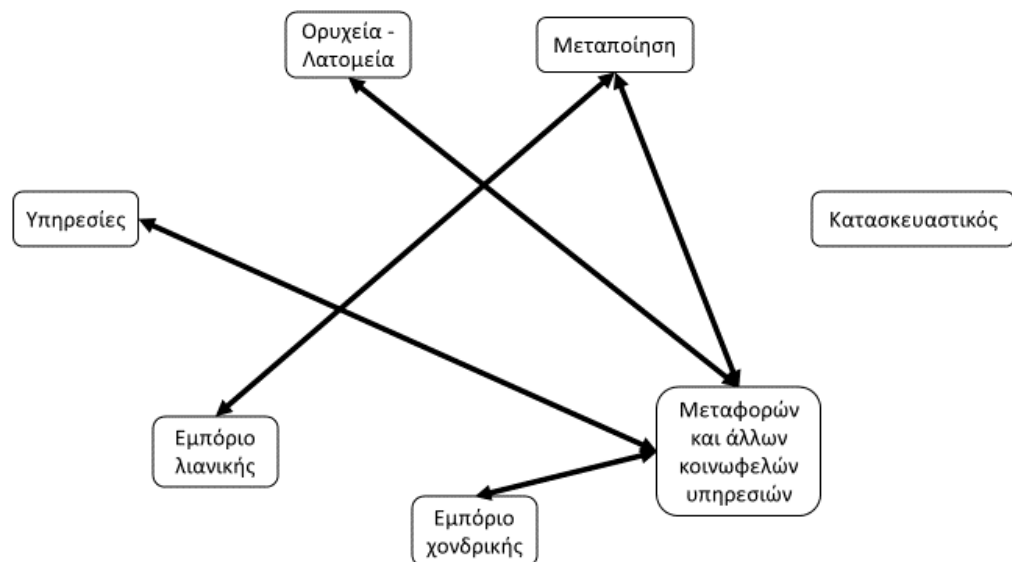 Ορυχεία -
Λατομεία
Μεταποίηση
Υπηρεσίες
Κατασκευαστικός
Εμπόριο
λιανικής
Μεταφορών
και άλλων
κοινωφελών
υπηρεσιών
Εμπόριο
χονδρικής